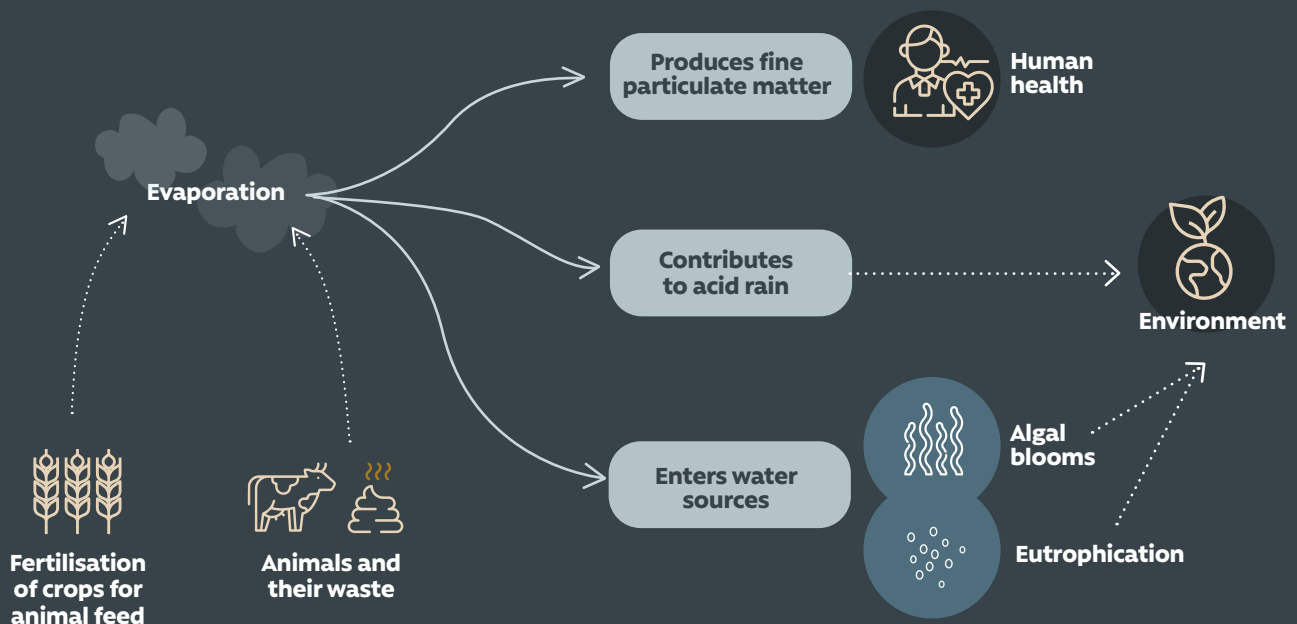 Produces fine
particulate matter
Human
health
Evaporation
Contributes
to acid rain
Environment
Algal
blooms
Enters water
sources
Eutrophication
Fertilisation
of crops for
animal feed
Animals and
their waste